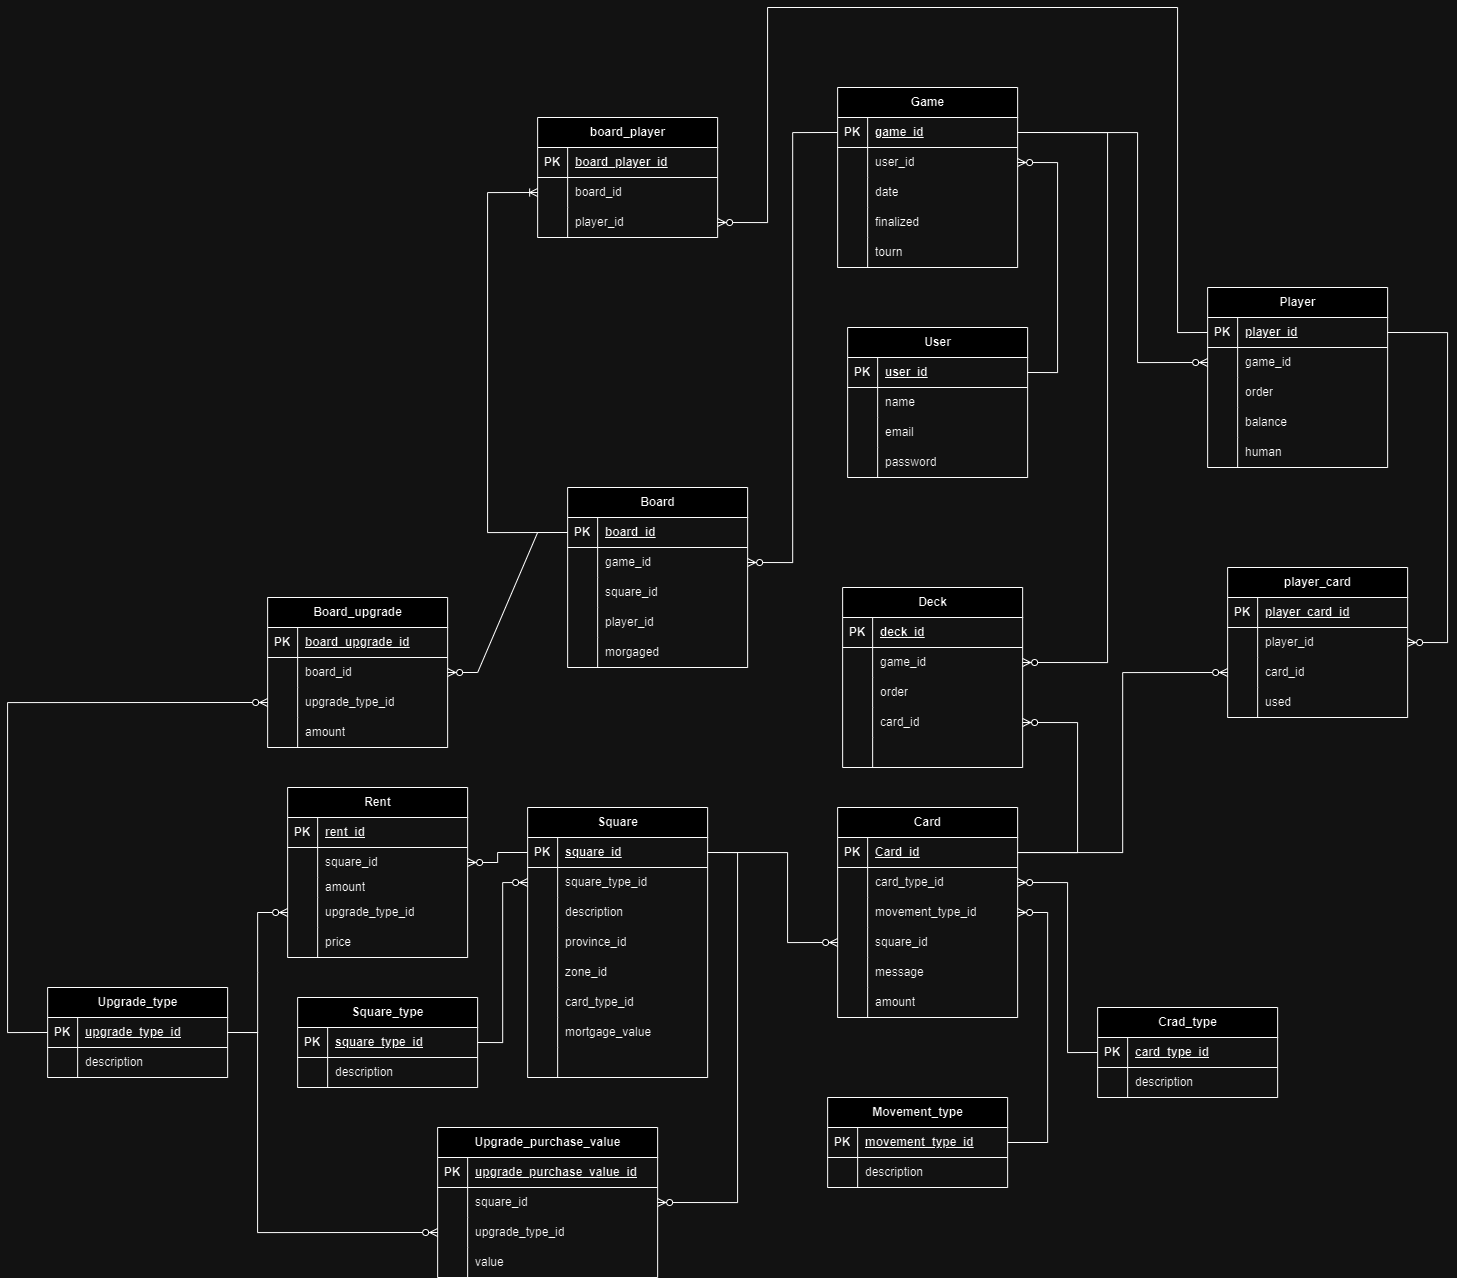 Game
PK game_id
user_id
date
finalized
tourn
board_player
PK board_player_id
board_id
player_id
Player
PK player_id
game_id
order
balance
human
User
PK user_id
name
email
password
Board
PK board_id
game_id
square_id
player_id
morgaged
player_card
PK player_card_id
player_id
card_id
used
Deck
PK deck_id
game_id
order
card_id
Board_upgrade
PK board_upgrade_id
board_id
upgrade_type_id
amount
Rent
PK rent_id
square_id
amount
upgrade_type_id
price
Square
PK square_id
square_type_id
description
province_id
zone_id
card_type_id
mortgage_value
Card
PK Card_id
card_type_id
movement_type_id
square_id
message
amount
Upgrade_type
PK upgrade_type_id
description
Square_type
PK square_type_id
description
Crad_type
PK card_type_id
description
Movement_type
PK movement_type_id
description
Upgrade_purchase_value
PK upgrade_purchase_value_id
square_id
upgrade_type_id
value